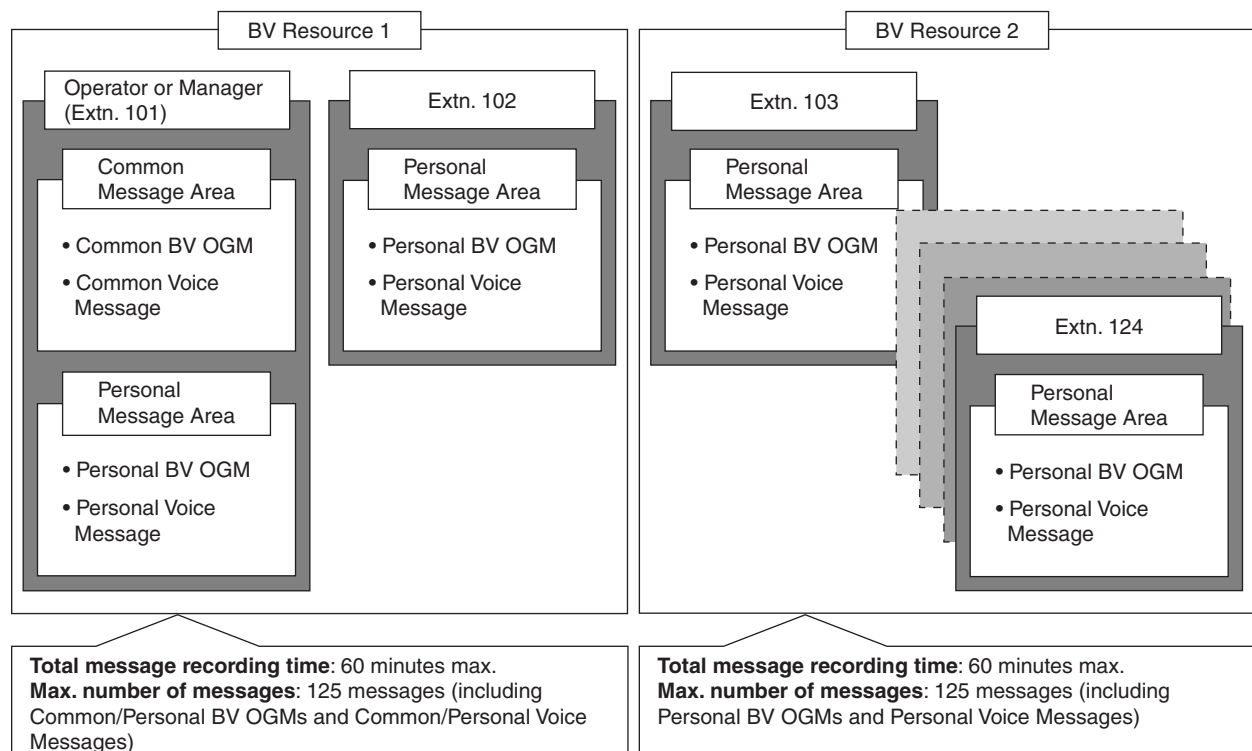 BV Resource 1
Operator or Manager
(Extn. 101)
Common
Message Area
• Common BV OGM
• Common Voice
Message
Personal
Message Area
• Personal BV OGM
• Personal Voice
Message
Extn. 102
Personal
Message Area
• Personal BV OGM
• Personal Voice
Message
Total message recording time: 60 minutes max.
Max. number of messages: 125 messages (including
Common/Personal BV OGMs and Common/Personal Voice
Messages)
BV Resource 2
Extn. 103
Personal
Message Area
• Personal BV OGM
• Personal Voice
Message
Extn. 124
Personal
Message Area
• Personal BV OGM
• Personal Voice
Message
Total message recording time: 60 minutes max.
Max. number of messages: 125 messages (including
Personal BV OGMs and Personal Voice Messages)